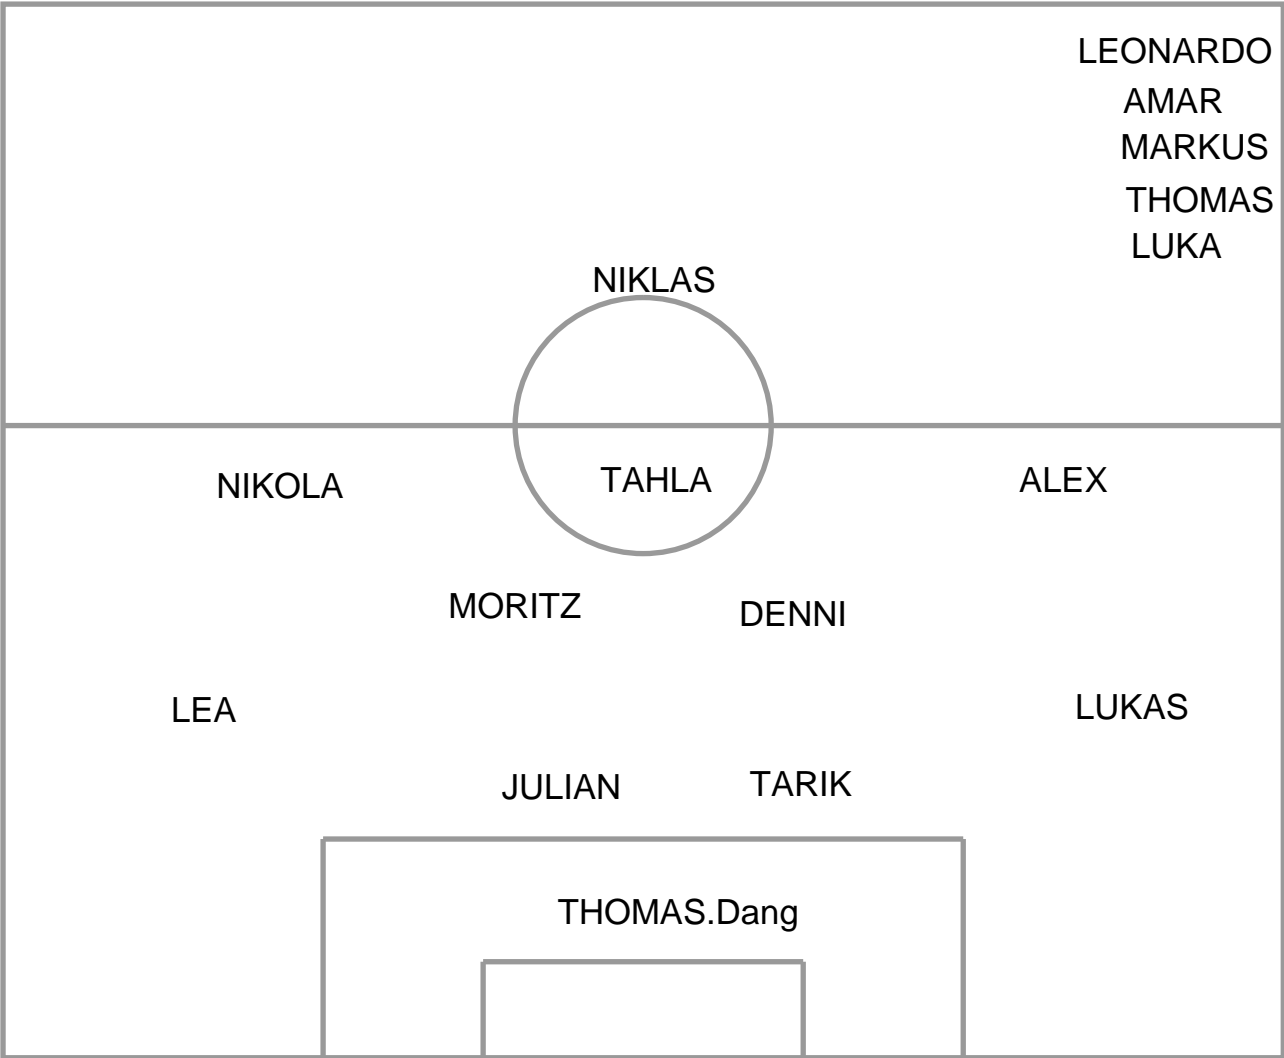 LEONARDO
AMAR
MARKUS
THOMAS
LUKA
NIKLAS
NIKOLA
TAHLA
ALEX
MORITZ
DENNI
LEA
LUKAS
JULIAN
TARIK
THOMAS.Dang